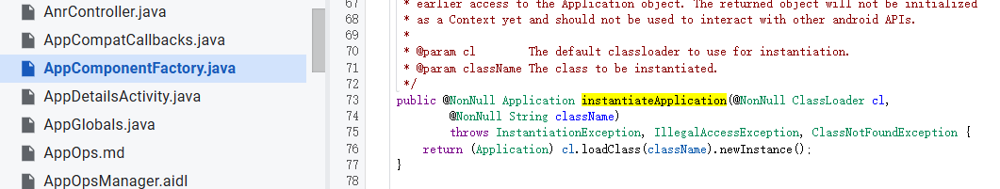 AnrController.java
AppCompatCallbacks.java
AppComponentFactory.java
AppDetailsActivity.java
AppGlobals.java
AppOps.md
AppOpsManager.aidl
67 * earlier access to the Application object. The returned object will not be initialized
68 * as a Context yet and should not be used to interact with other android APIs.
69 *
70 * @param cl The default classloader to use for instantiation.
71 * @param className The class to be instantiated.
72 */
73 public @NonNull Application instantiateApplication(@NonNull ClassLoader cl,
74 @NonNull String className)
75 throws InstantiationException, IllegalAccessException, ClassNotFoundException {
76 return (Application) cl.loadClass(className).newInstance();
77 }
78